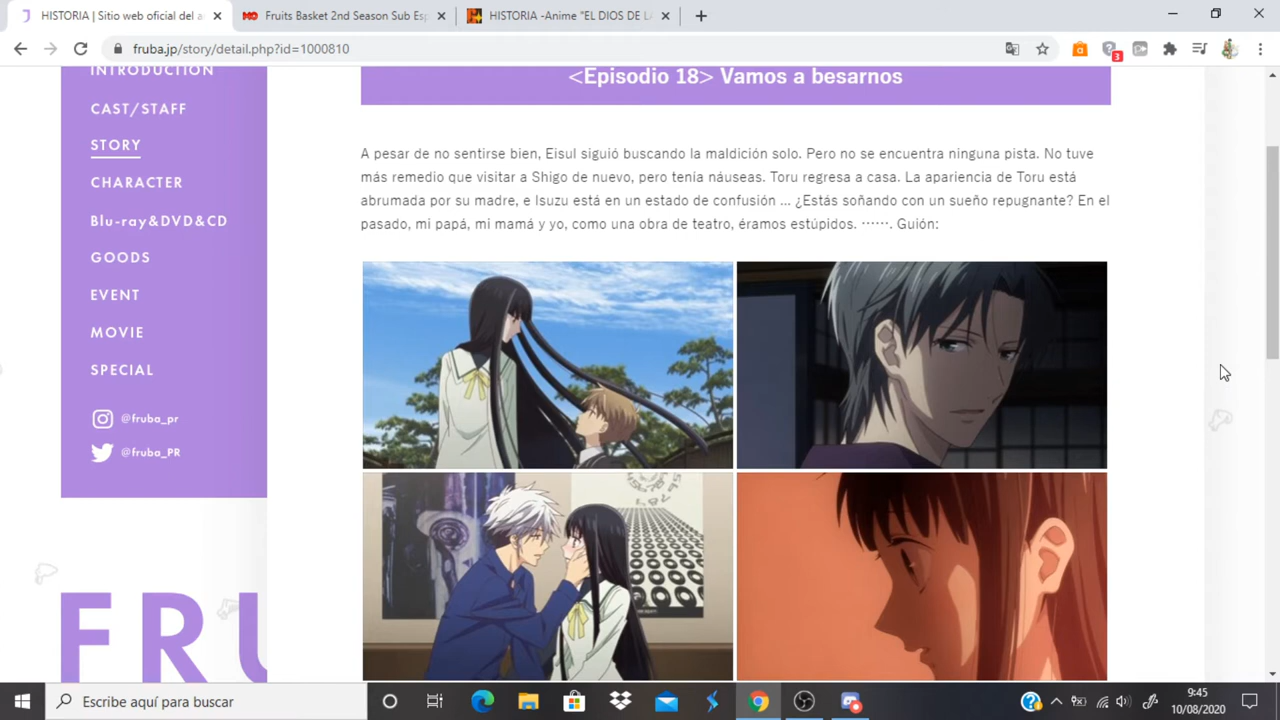 HISTORIA | Sitio web oficial del a
Fruits Basket 2nd Season Sub Esp
HISTORIA -Anime "EL DIOS DE L
fruba.jp/story/detail.php?id=1000810
3
INTRODUCTION
CAST/STAFF
STORY
CHARACTER
Blu-ray&DVD&CD
GOODS
EVENT
MOVIE
SPECIAL
@fruba_pr
@fruba_PR
FRU
<Episodio 18> Vamos a besarnos
A pesar de no sentirse bien, Eisul siguió buscando la maldición solo. Pero no se encuentra ninguna pista. No tuve
más remedio que visitar a Shigo de nuevo, pero tenía náuseas. Toru regresa a casa. La apariencia de Toru está
abrumada por su madre, e Isuzu está en un estado de confusión ... ¿Estás soñando con un sueño repugnante? En el
pasado, mi papá, mi mamá y yo, como una obra de teatro, éramos estúpidos. ⋯⋯. Guión:
Escribe aquí para buscar
9:45
10/08/2020